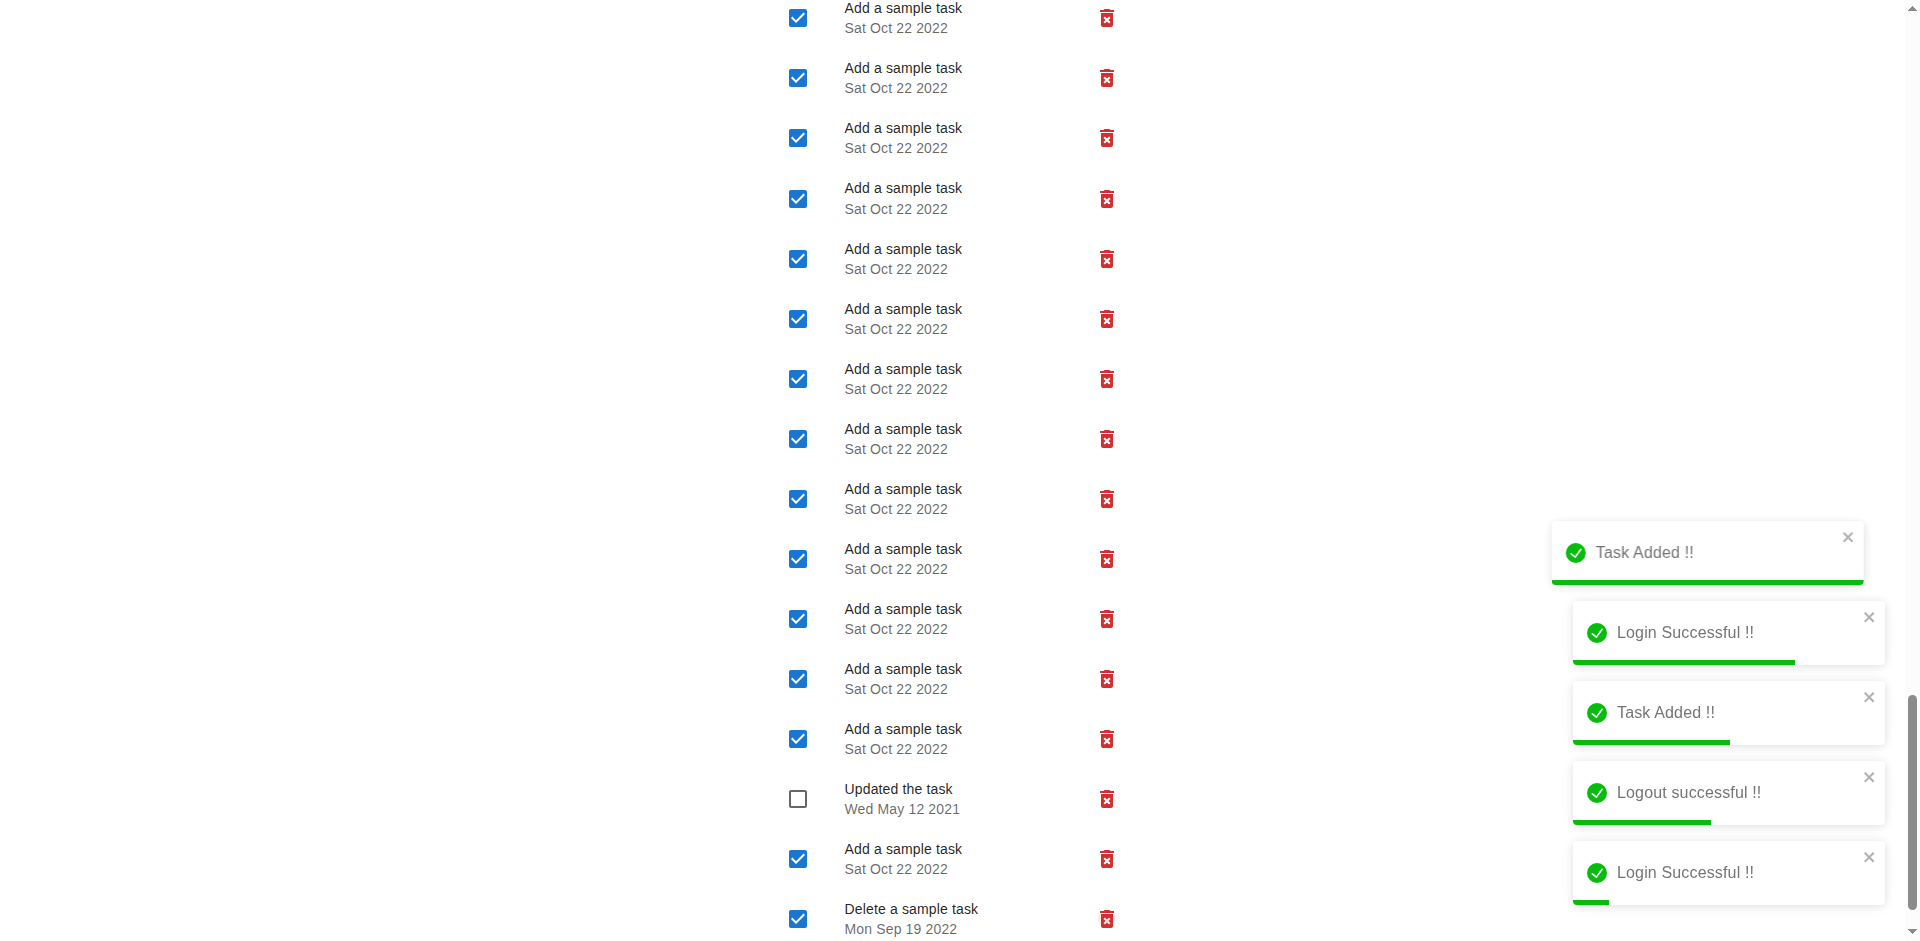 Add a sample task
Sat Oct 22 2022
Add a sample task
Sat Oct 22 2022
Add a sample task
Sat Oct 22 2022
Add a sample task
Sat Oct 22 2022
Add a sample task
Sat Oct 22 2022
Add a sample task
Sat Oct 22 2022
Add a sample task
Sat Oct 22 2022
Add a sample task
Sat Oct 22 2022
Add a sample task
Sat Oct 22 2022
Add a sample task
Sat Oct 22 2022
Add a sample task
Sat Oct 22 2022
Add a sample task
Sat Oct 22 2022
Add a sample task
Sat Oct 22 2022
Updated the task
Wed May 12 2021
Add a sample task
Sat Oct 22 2022
Delete a sample task
Mon Sep 19 2022
Task Added !!
Login Successful !!
Task Added !!
Logout successful !!
Login Successful !!